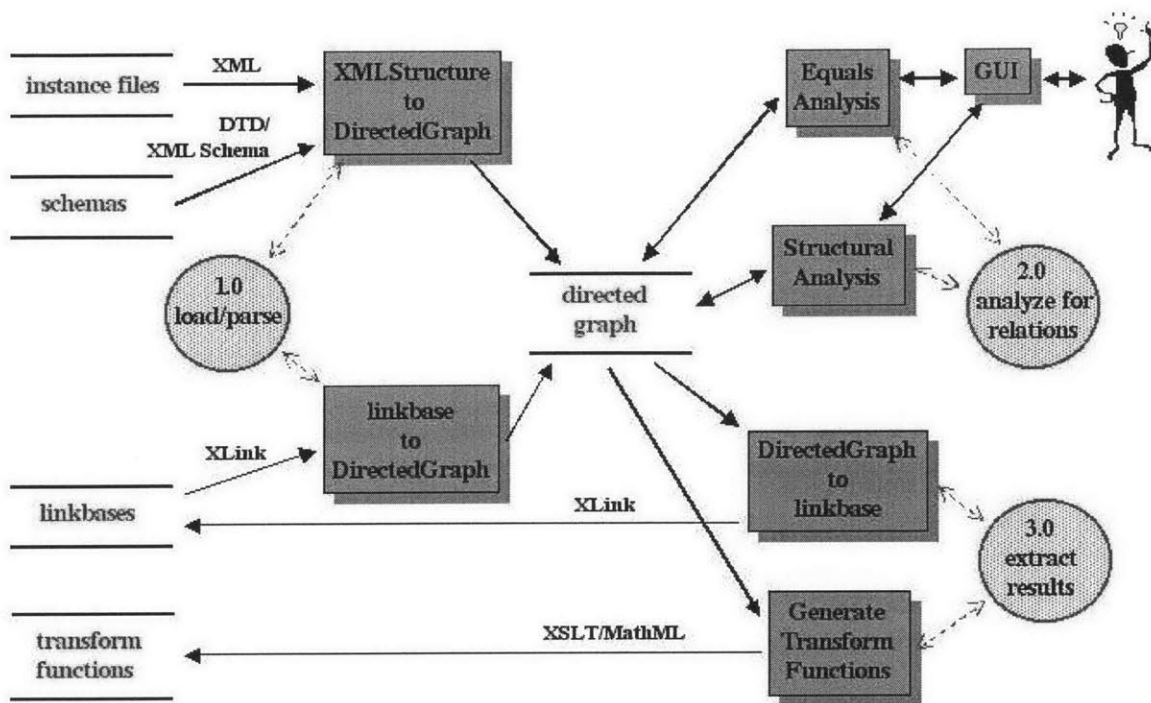 instance files
XML
XMLStructure
to
DirectedGraph
Equals
Analysis
GUI
DTD/
XML Schema
schemas
1.0
load/parse
directed
graph
Structural
Analysis
2.0
analyze for
relations
linkbase
to
DirectedGraph
XLink
linkbases
XLink
DirectedGraph
to
linkbase
3.0
extract
results
transform
functions
XSLT/MathML
Generate
Transform
Functions